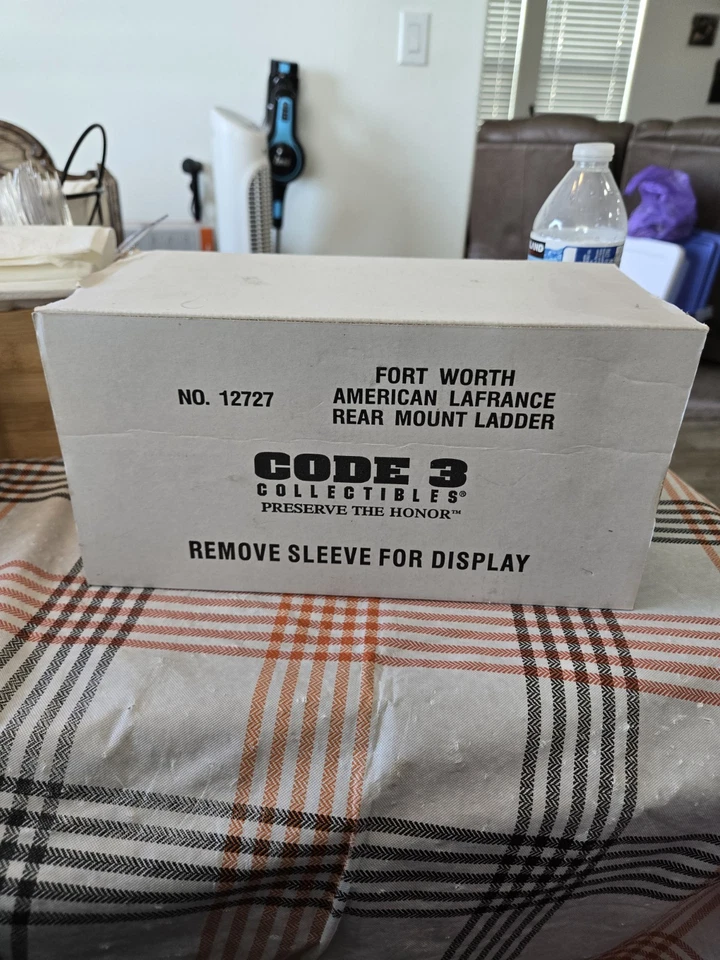 NO. 12727
FORT WORTH
AMERICAN LAFRANCE
REAR MOUNT LADDER
CODE 3
COLLECTIBLES®
PRESERVE THE HONOR™
REMOVE SLEEVE FOR DISPLAY